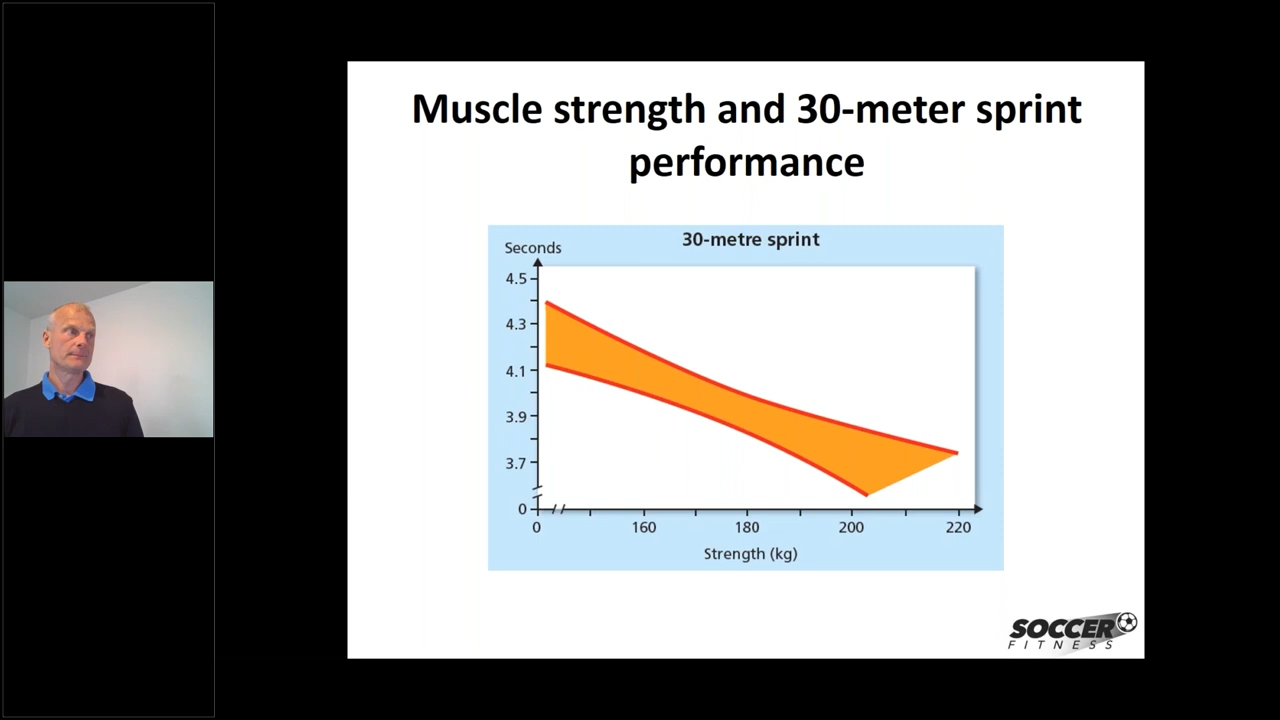 Muscle strength and 30-meter sprint
performance
30-metre sprint
Seconds
4.5
4.3
4.1
3.9
3.7
0
0 160 180 200 220
Strength (kg)
SOCCER
FITNESS